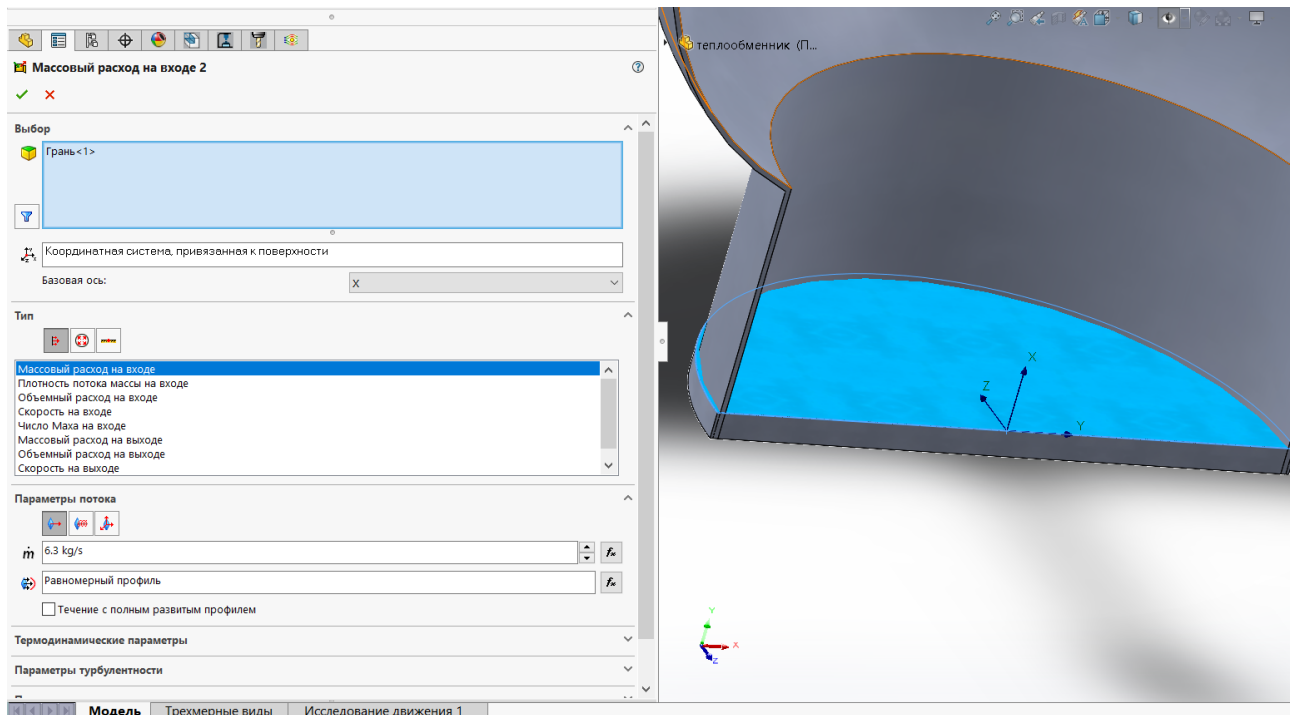 Массовый расход на входе 2
Выбор
Грань<1>
Координатная система, привязанная к поверхности
Базовая ось:
X
Тип
Массовый расход на входе
Плотность потока массы на входе
Объемный расход на входе
Скорость на входе
Число Маха на входе
Массовый расход на выходе
Объемный расход на выходе
Скорость на выходе
Параметры потока
ṁ 6.3 kg/s
fx
Равномерный профиль
fx
Течение с полным развитым профилем
Термодинамические параметры
Параметры турбулентности
Модель Трехмерные виды Исследование движения 1
теплообменник (П...
X
Z
Y
Y
X
Z